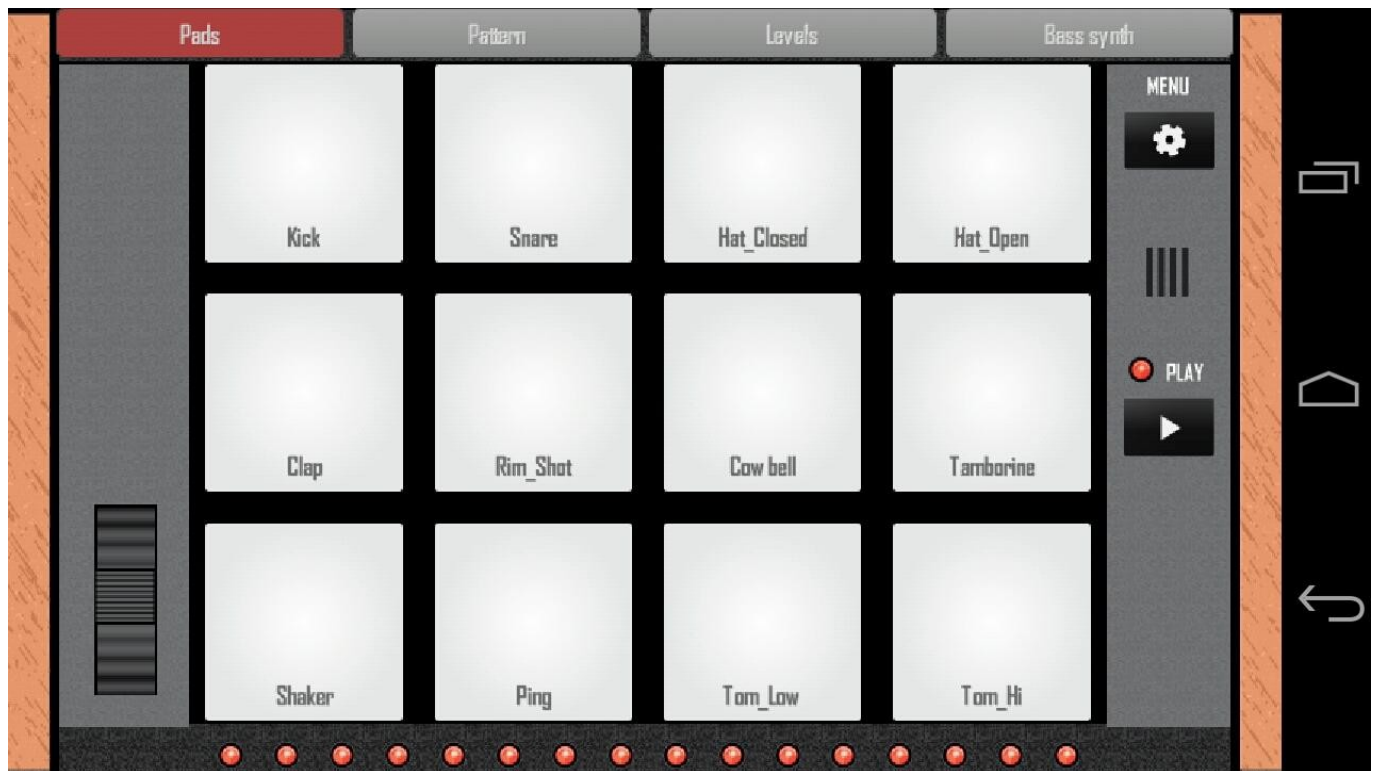 Pads Pattern Levels Bass synth
MENU
Kick Snare Hat_Closed Hat_Open
PLAY
Clap Rim_Shot Cow bell Tamborine
Shaker Ping Tom_Low Tom_Hi